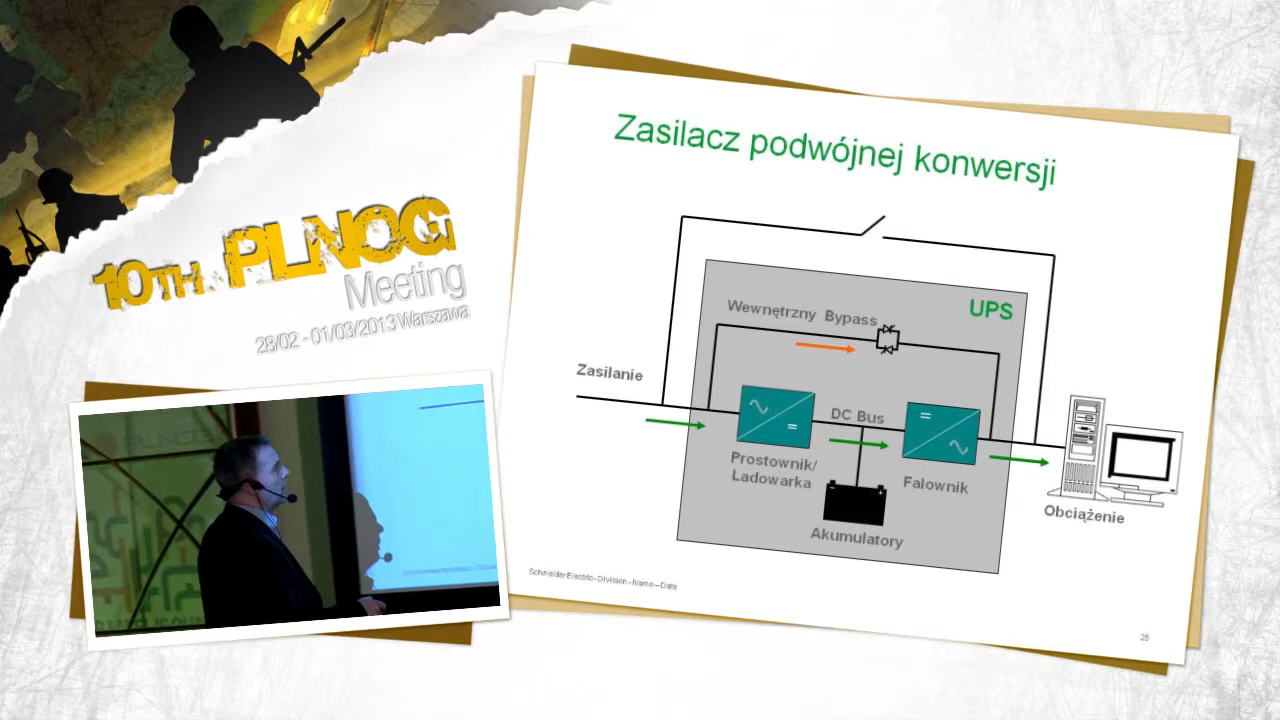 10TH PLNOG
Meeting
28/02 - 01/03/2013 Warszawa
Zasilacz podwójnej konwersji
UPS
Wewnętrzny Bypass
Zasilanie
DC Bus
Prostownik/
Ładowarka
Falownik
Akumulatory
Obciążenie
Schneider Electric - Division - Name – Date